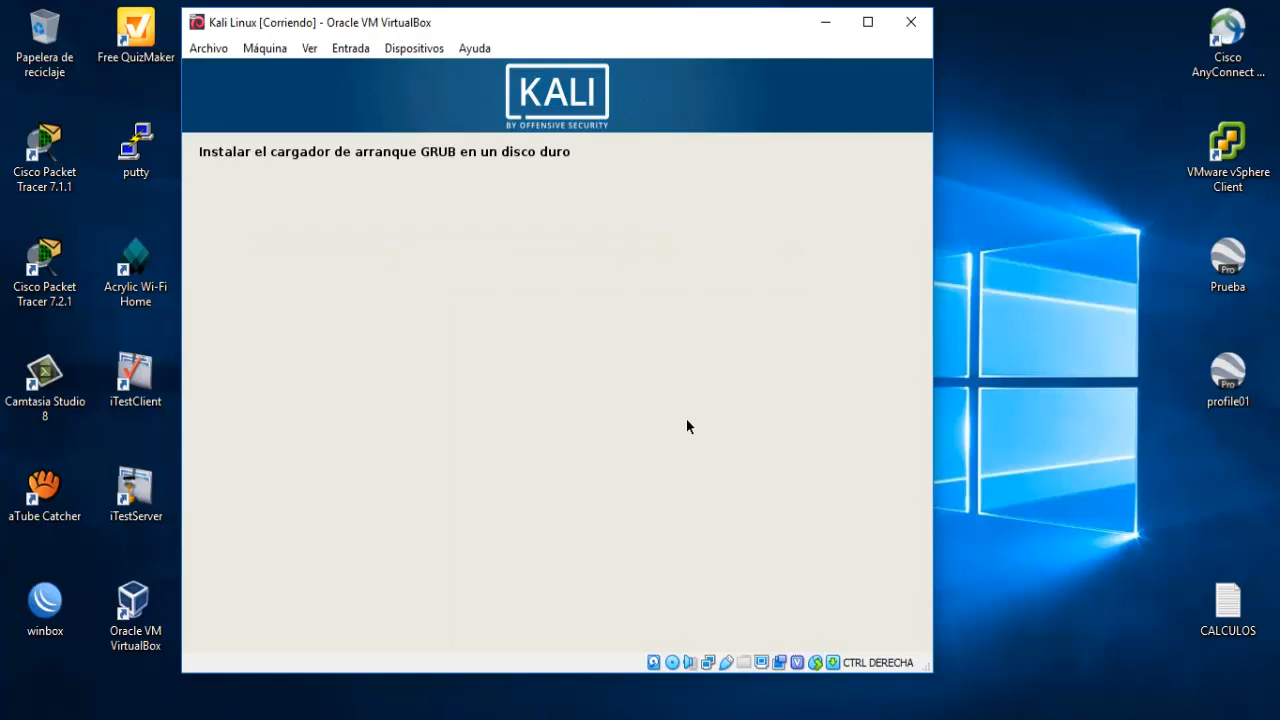 Papelera de
reciclaje
Free QuizMaker
Cisco Packet
Tracer 7.1.1
putty
Cisco Packet
Tracer 7.2.1
Acrylic Wi-Fi
Home
Camtasia Studio
8
iTestClient
aTube Catcher
iTestServer
winbox
Oracle VM
VirtualBox
Kali Linux [Corriendo] - Oracle VM VirtualBox
Archivo Máquina Ver Entrada Dispositivos Ayuda
KALI
BY OFFENSIVE SECURITY
Instalar el cargador de arranque GRUB en un disco duro
CTRL DERECHA
Cisco
AnyConnect ...
VMware vSphere
Client
Pro
Prueba
Pro
profile01
CALCULOS